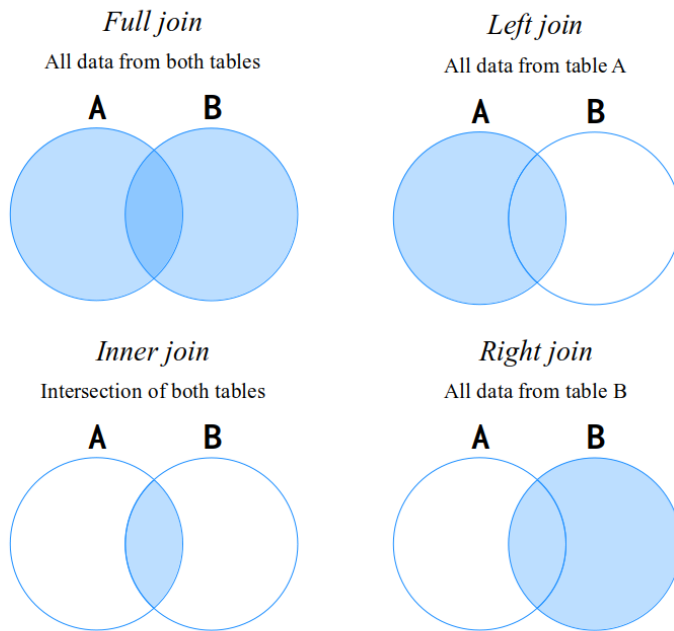 Full join
All data from both tables
A B
Left join
All data from table A
A B
Inner join
Intersection of both tables
A B
Right join
All data from table B
A B